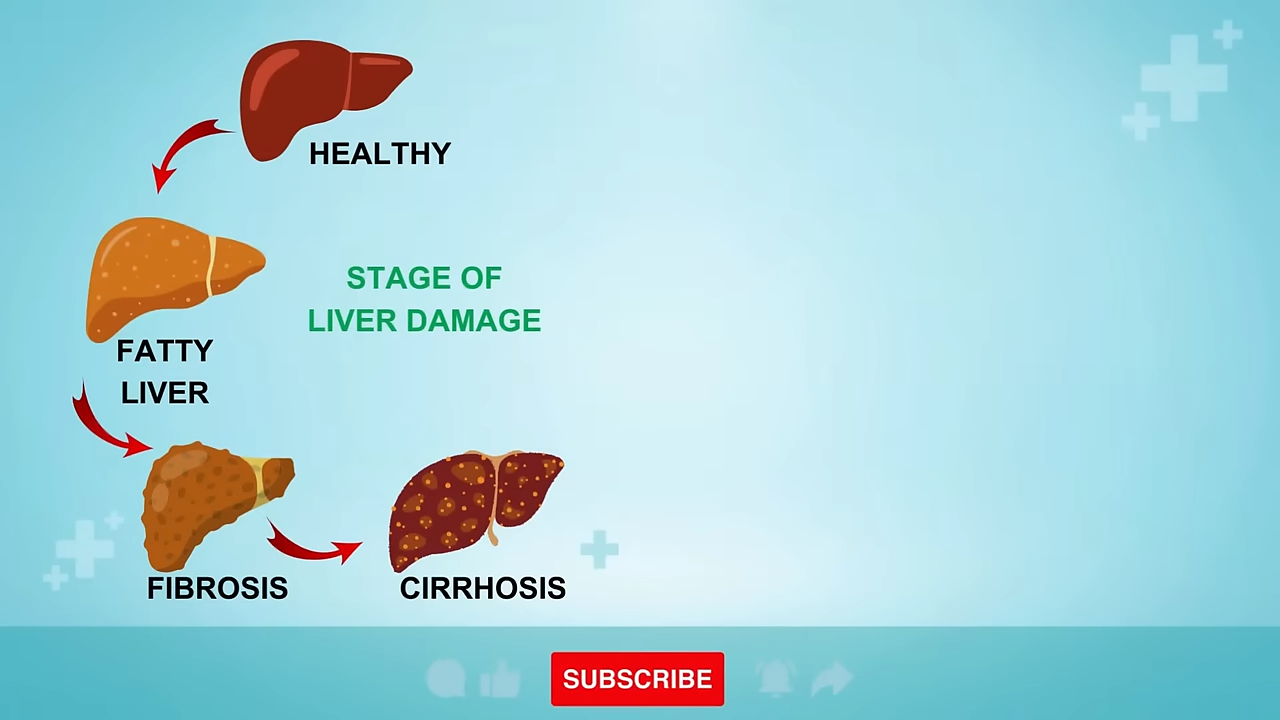 HEALTHY
STAGE OF
LIVER DAMAGE
FATTY
LIVER
FIBROSIS
CIRRHOSIS
SUBSCRIBE